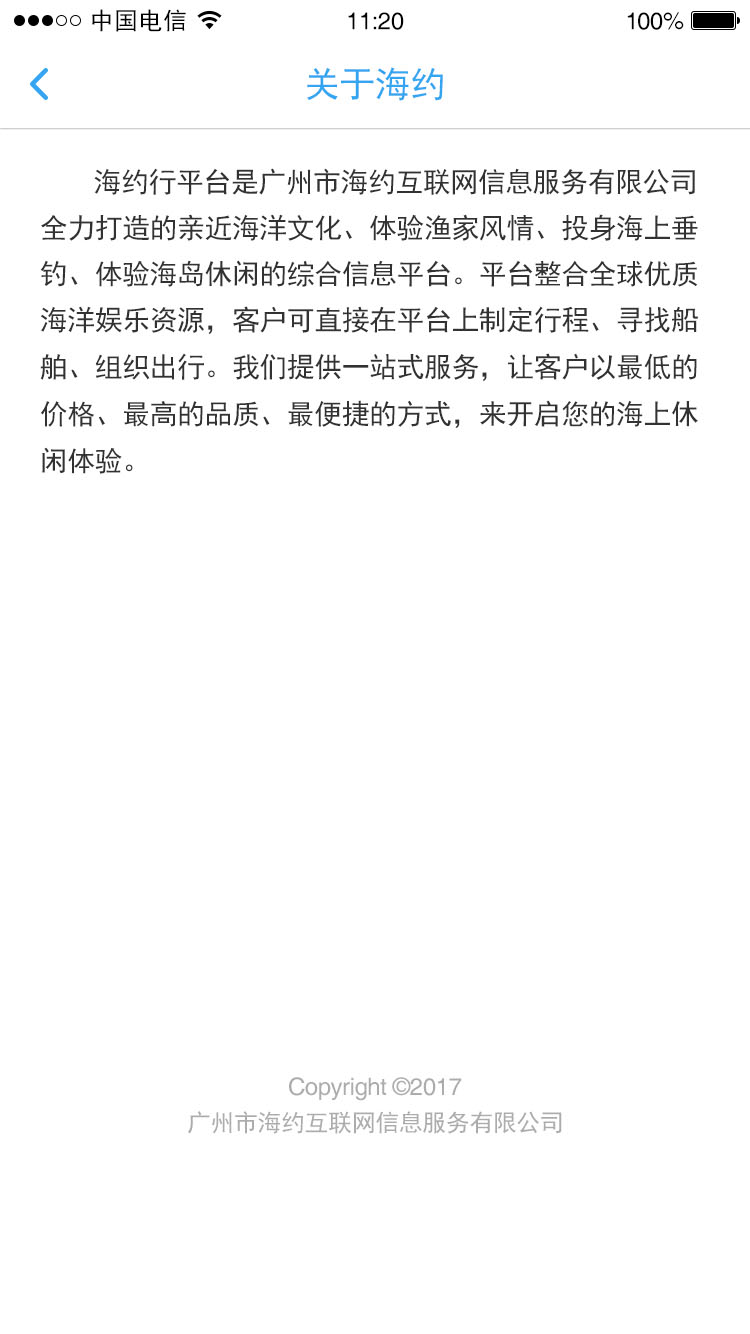 中国电信 11:20 100%
关于海约
海约行平台是广州市海约互联网信息服务有限公司
全力打造的亲近海洋文化、体验渔家风情、投身海上垂
钓、体验海岛休闲的综合信息平台。平台整合全球优质
海洋娱乐资源，客户可直接在平台上制定行程、寻找船
舶、组织出行。我们提供一站式服务，让客户以最低的
价格、最高的品质、最便捷的方式，来开启您的海上休
闲体验。
Copyright ©2017
广州市海约互联网信息服务有限公司